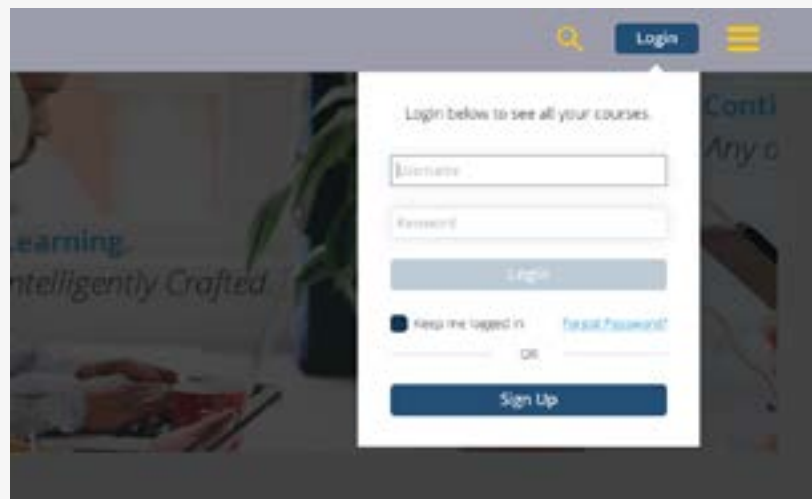 Login
Login below to see all your courses.
Conti
Any o
Username
Password
earning.
ntelligently Crafted.
Login
Keep me logged in
Forgot Password?
OR
Sign Up